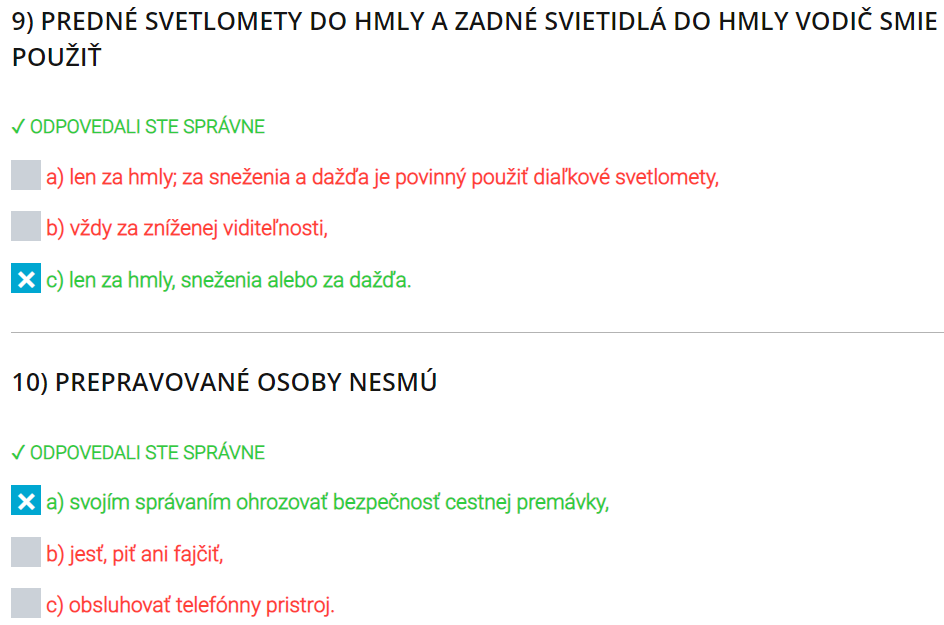 9) PREDNÉ SVETLOMETY DO HMLY A ZADNÉ SVIETIDLÁ DO HMLY VODIČ SMIE
POUŽIŤ
✓ ODPOVEDALI STE SPRÁVNE
a) len za hmly; za sneženia a dažďa je povinný použiť diaľkové svetlomety,
b) vždy za zníženej viditeľnosti,
c) len za hmly, sneženia alebo za dažďa.
10) PREPRAVOVANÉ OSOBY NESMÚ
✓ ODPOVEDALI STE SPRÁVNE
a) svojím správaním ohrozovať bezpečnosť cestnej premávky,
b) jesť, piť ani fajčiť,
c) obsluhovať telefónny pristroj.